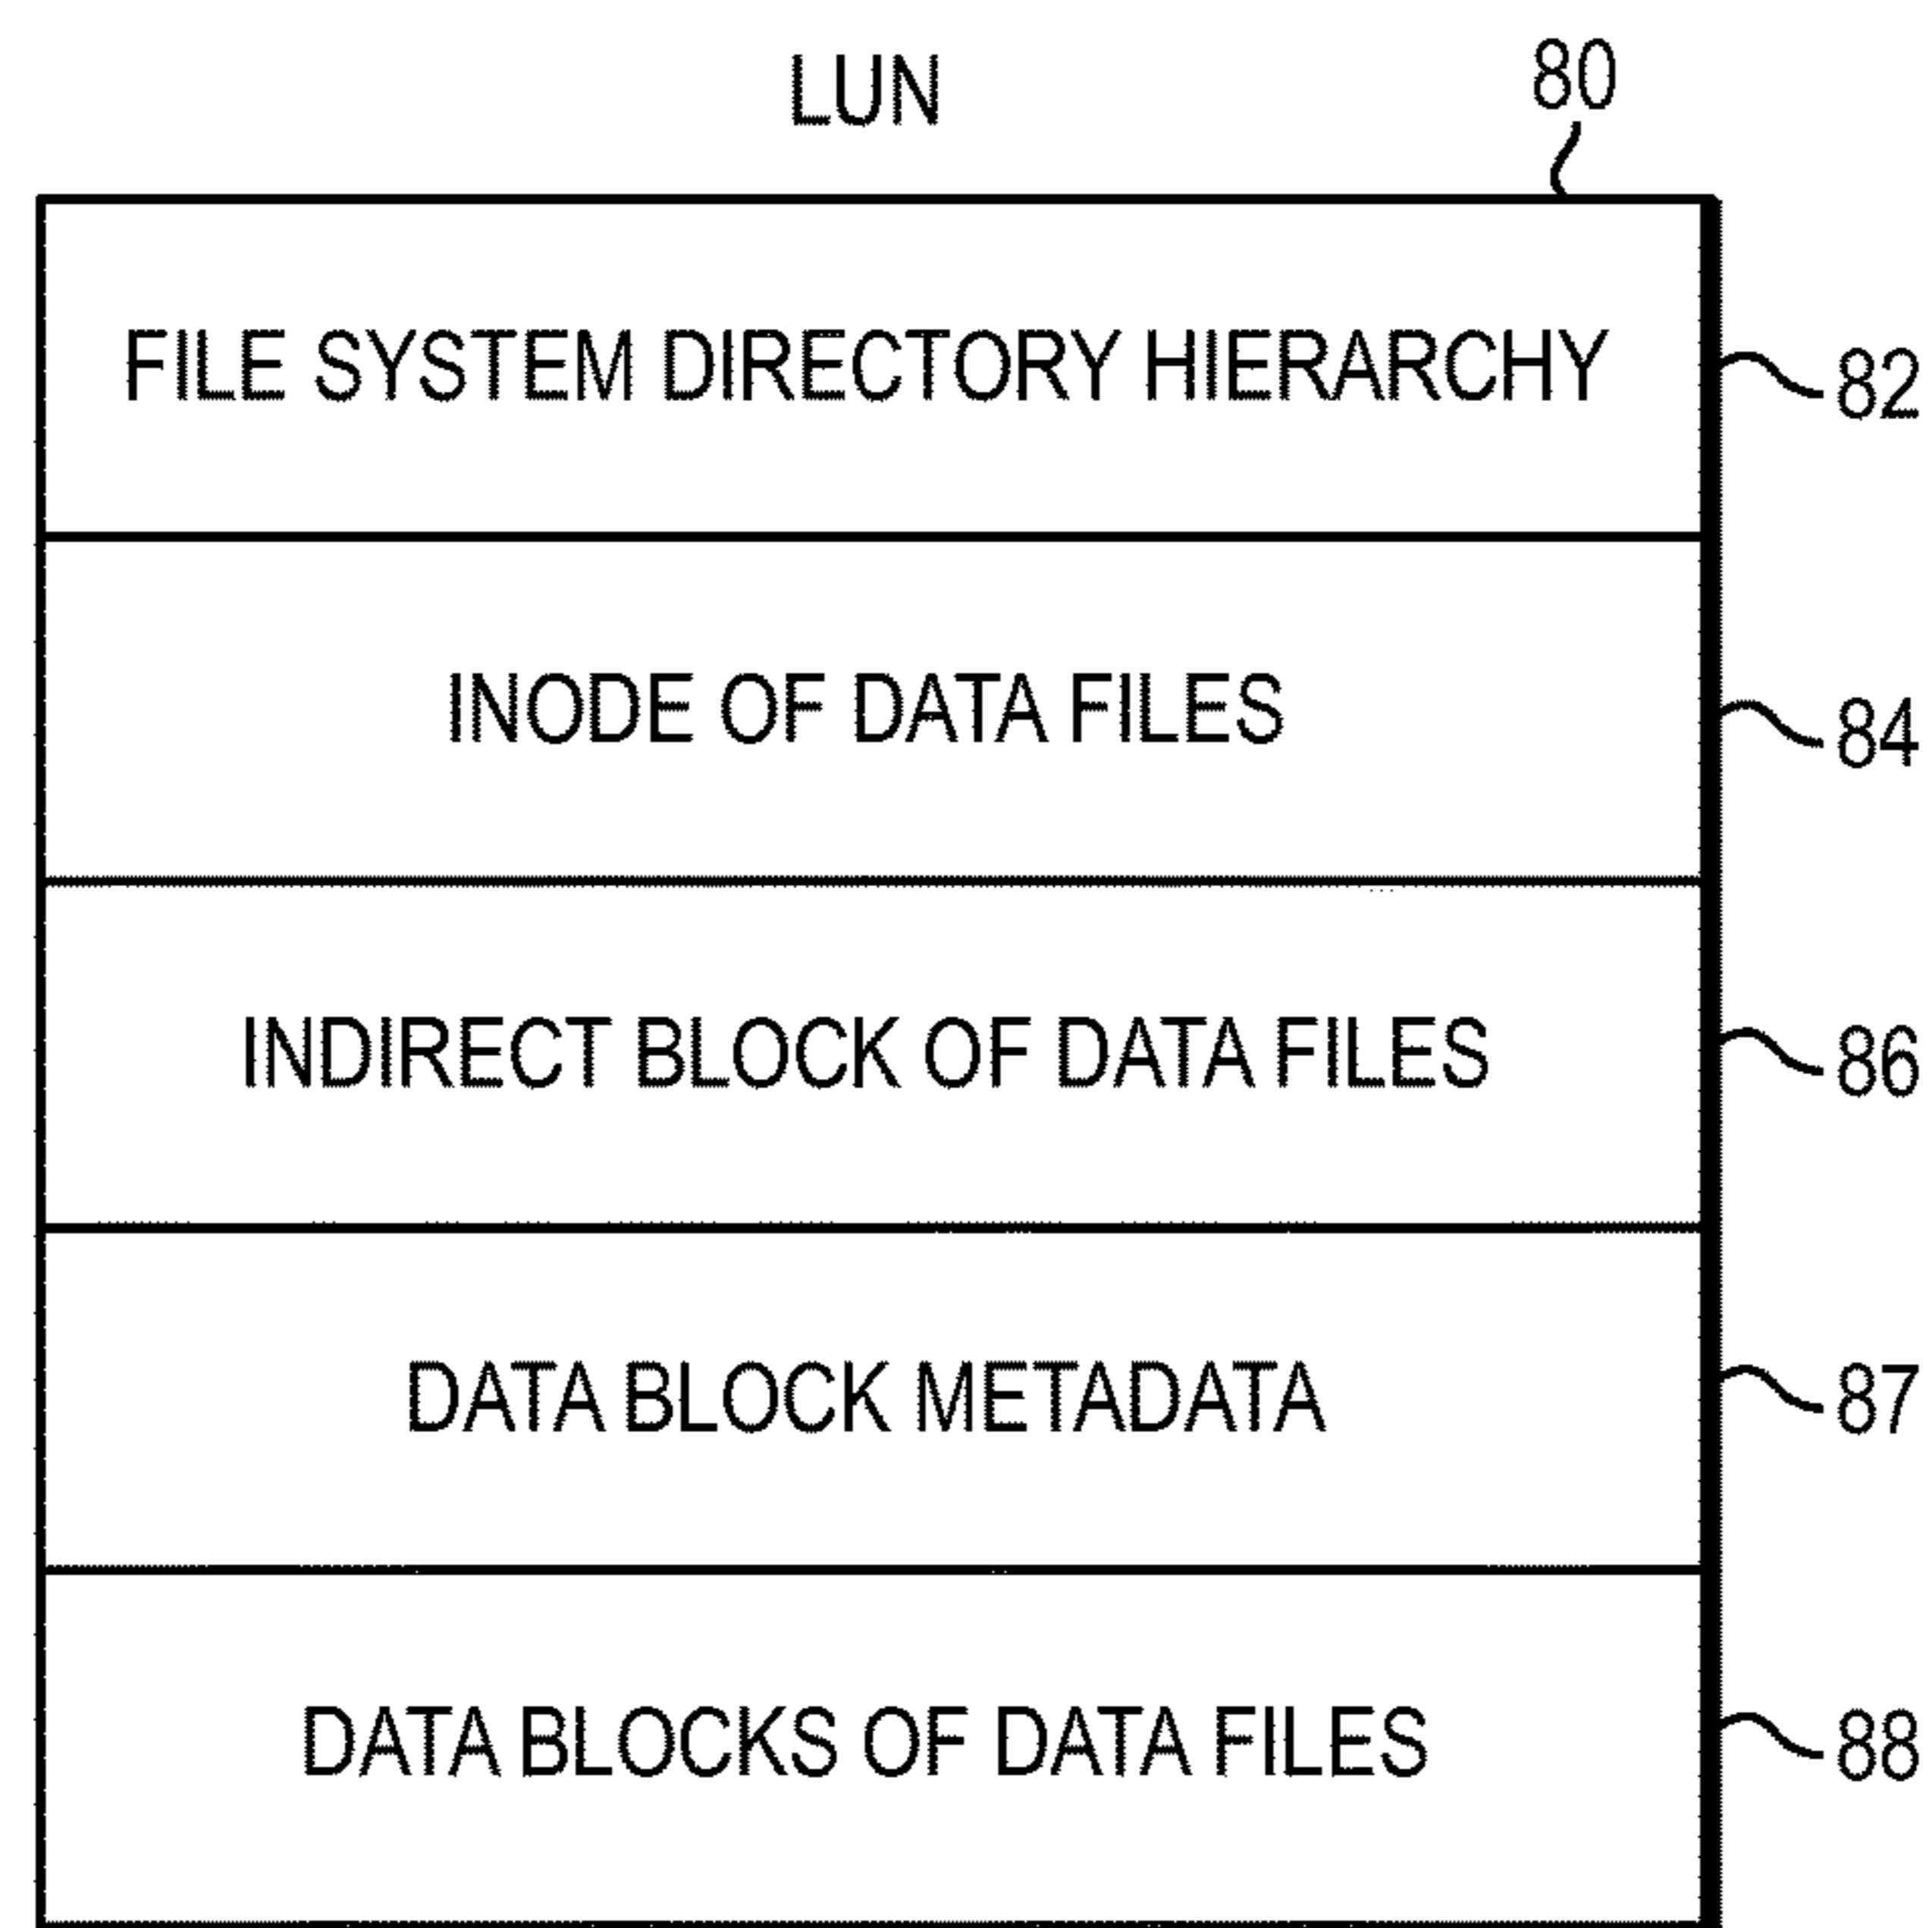 LUN 80
FILE SYSTEM DIRECTORY HIERARCHY 82
INODE OF DATA FILES 84
INDIRECT BLOCK OF DATA FILES 86
DATA BLOCK METADATA 87
DATA BLOCKS OF DATA FILES 88